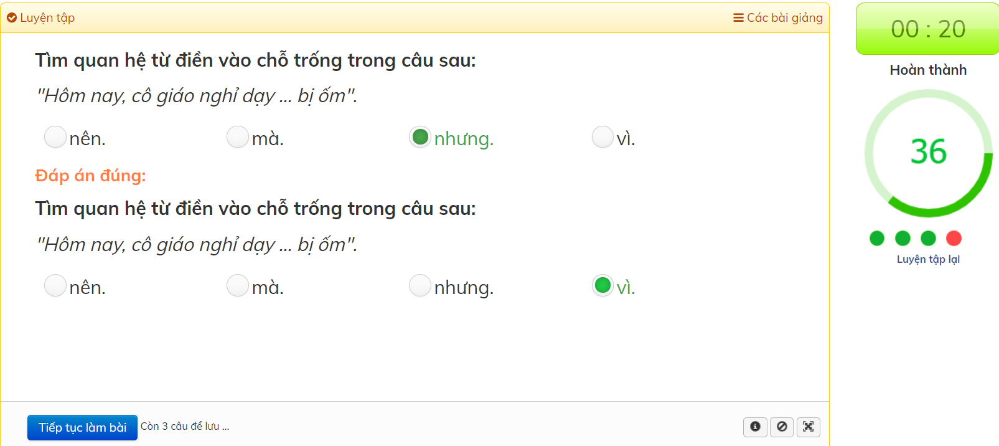 Luyện tập
Các bài giảng
00 : 20
Hoàn thành
36
Luyện tập lại
Tìm quan hệ từ điền vào chỗ trống trong câu sau:
"Hôm nay, cô giáo nghỉ dạy ... bị ốm".
nên. mà. nhưng. vì.
Đáp án đúng:
Tìm quan hệ từ điền vào chỗ trống trong câu sau:
"Hôm nay, cô giáo nghỉ dạy ... bị ốm".
nên. mà. nhưng. vì.
Tiếp tục làm bài Còn 3 câu để lưu ...